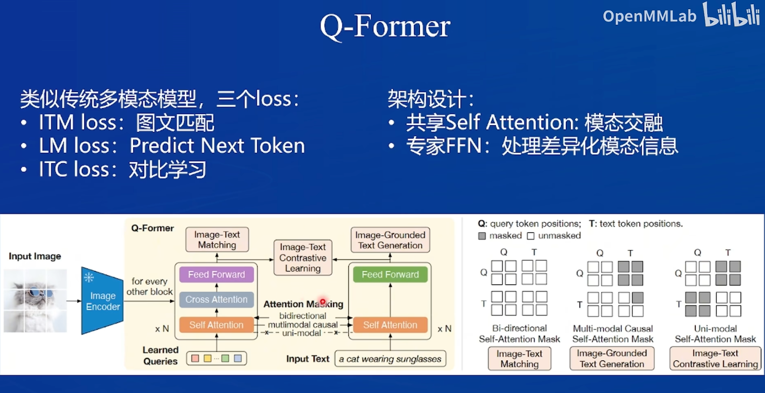 OpenMMLab bilibili
Q-Former
类似传统多模态模型，三个loss：
• ITM loss：图文匹配
• LM loss：Predict Next Token
• ITC loss：对比学习
架构设计：
• 共享Self Attention: 模态交融
• 专家FFN：处理差异化模态信息
Q-Former
Input Image
Image Encoder
for every other block
Image-Text Matching
Image-Text Contrastive Learning
Image-Grounded Text Generation
Feed Forward
Cross Attention
Self Attention
x N
Learned Queries
Attention Masking
bidirectional
mutlimodal causal
uni-modal
Feed Forward
Self Attention
x N
Input Text
a cat wearing sunglasses
Q: query token positions; T: text token positions.
masked unmasked
Q T
Q
T
Bi-directional
Self-Attention Mask
Image-Text
Matching
Q T
Q
T
Multi-modal Causal
Self-Attention Mask
Image-Grounded
Text Generation
Q T
Q
T
Uni-modal
Self-Attention Mask
Image-Text
Contrastive Learning